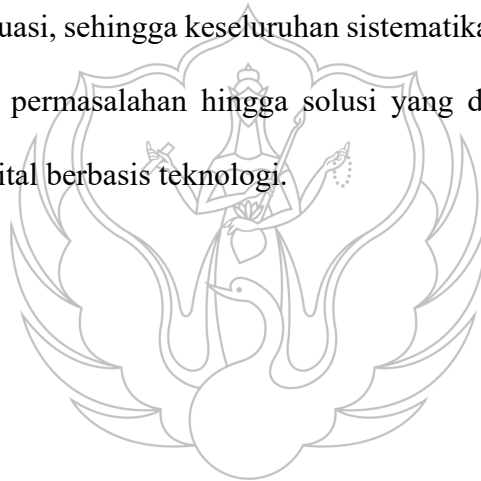 uasi, sehingga keseluruhan sistematika
permasalahan hingga solusi yang d
ital berbasis teknologi.